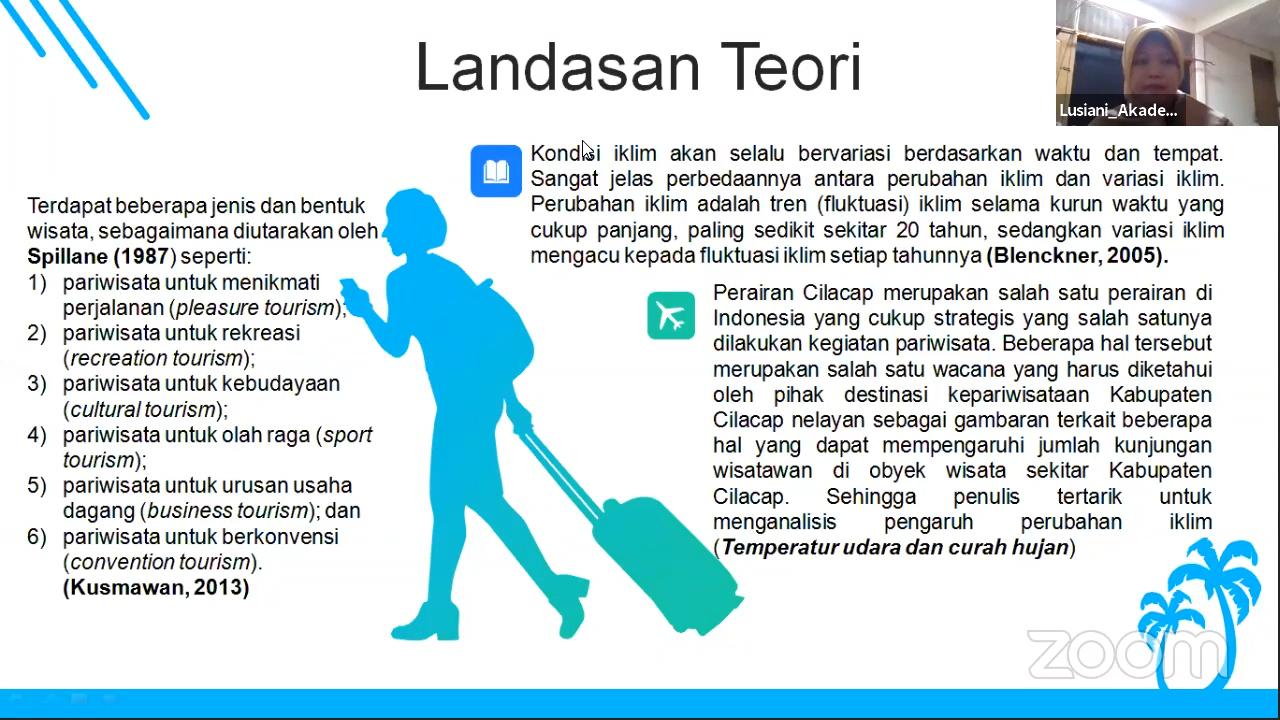 Landasan Teori
Lusiani_Akade...
Terdapat beberapa jenis dan bentuk
wisata, sebagaimana diutarakan oleh
Spillane (1987) seperti:
1) pariwisata untuk menikmati
perjalanan (pleasure tourism);
2) pariwisata untuk rekreasi
(recreation tourism);
3) pariwisata untuk kebudayaan
(cultural tourism);
4) pariwisata untuk olah raga (sport
tourism);
5) pariwisata untuk urusan usaha
dagang (business tourism); dan
6) pariwisata untuk berkonvensi
(convention tourism).
(Kusmawan, 2013)
Kondisi iklim akan selalu bervariasi berdasarkan waktu dan tempat.
Sangat jelas perbedaannya antara perubahan iklim dan variasi iklim.
Perubahan iklim adalah tren (fluktuasi) iklim selama kurun waktu yang
cukup panjang, paling sedikit sekitar 20 tahun, sedangkan variasi iklim
mengacu kepada fluktuasi iklim setiap tahunnya (Blenckner, 2005).
Perairan Cilacap merupakan salah satu perairan di
Indonesia yang cukup strategis yang salah satunya
dilakukan kegiatan pariwisata. Beberapa hal tersebut
merupakan salah satu wacana yang harus diketahui
oleh pihak destinasi kepariwisataan Kabupaten
Cilacap nelayan sebagai gambaran terkait beberapa
hal yang dapat mempengaruhi jumlah kunjungan
wisatawan di obyek wisata sekitar Kabupaten
Cilacap. Sehingga penulis tertarik untuk
menganalisis pengaruh perubahan iklim
(Temperatur udara dan curah hujan)
zoom